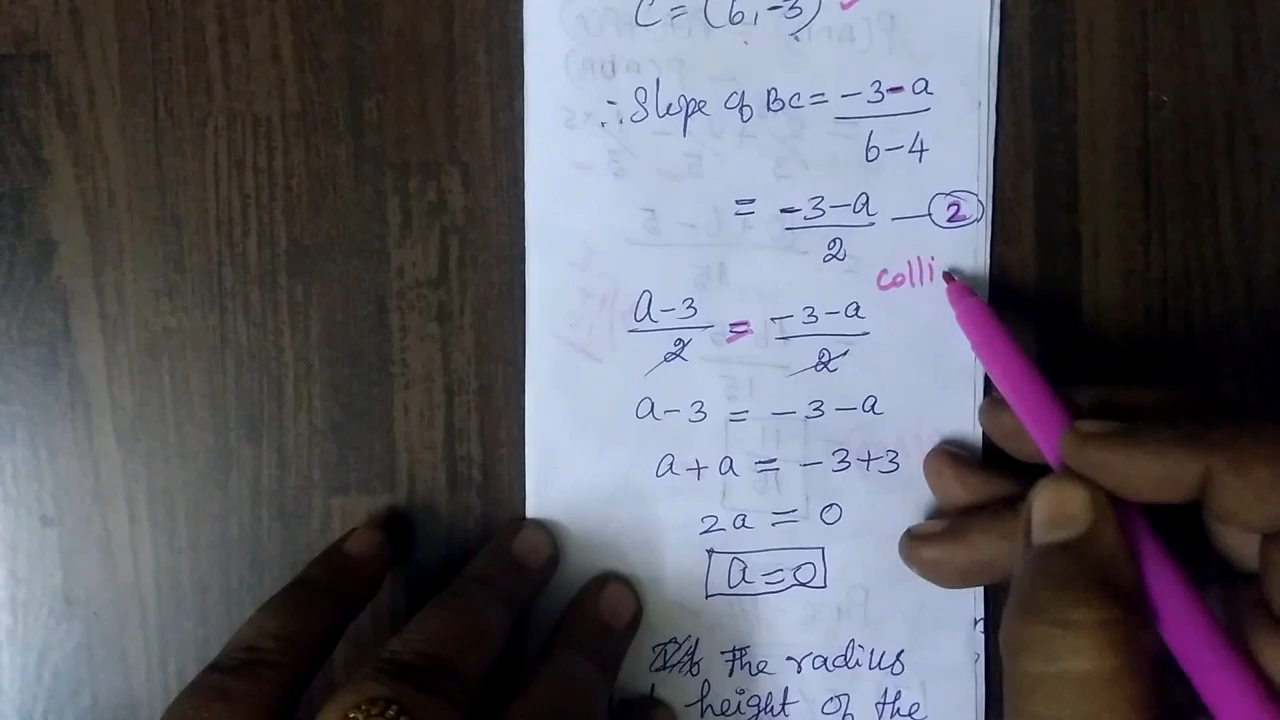 C = (6, -3)
∴ Slope of BC = -3-a / 6-4
= -3-a / 2 — 2
colli
a-3 / 2 = -3-a / 2
a-3 = -3-a
a+a = -3+3
2a = 0
a=0
The radius
height of the